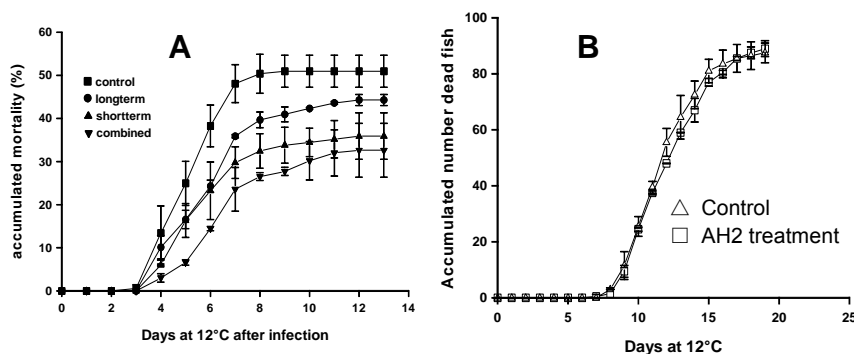 A
accumulated mortality (%)
60
50
40
30
20
10
0
control
longterm
shortterm
combined
0 2 4 6 8 10 12 14
Days at 12°C after infection
B
Accumulated number dead fish
100
80
60
40
20
0
Control
AH2 treatment
0 5 10 15 20 25
Days at 12°C